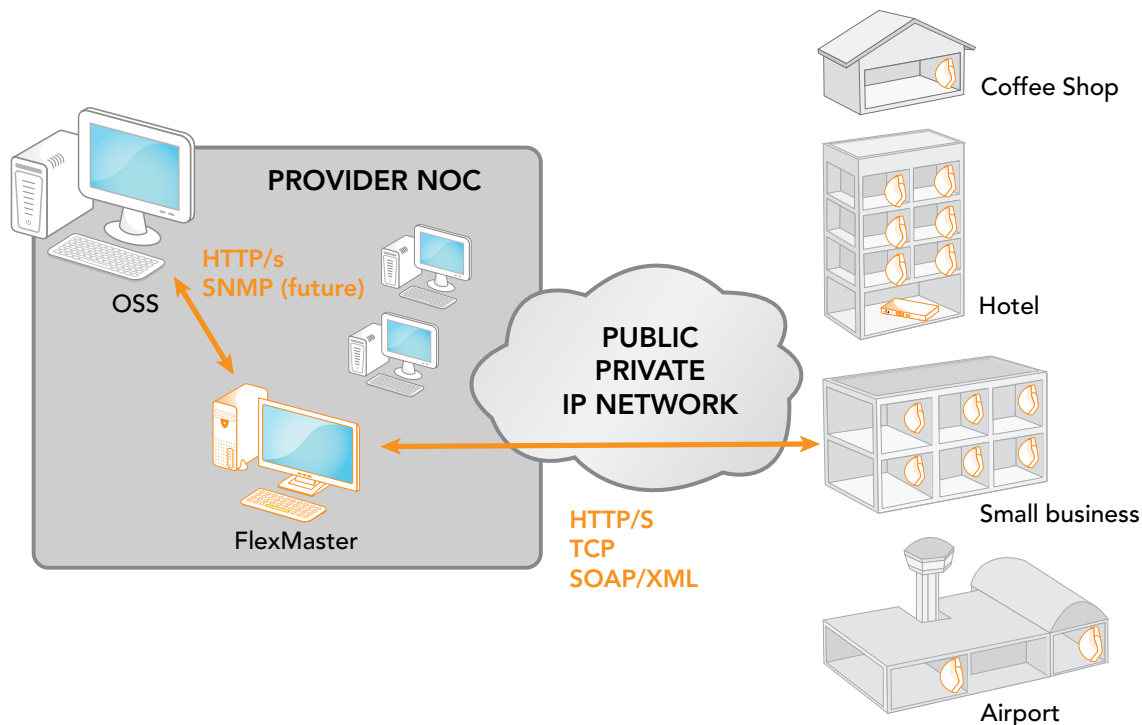 PROVIDER NOC
HTTP/s
SNMP (future)
OSS
FlexMaster
PUBLIC
PRIVATE
IP NETWORK
HTTP/S
TCP
SOAP/XML
Coffee Shop
Hotel
Small business
Airport